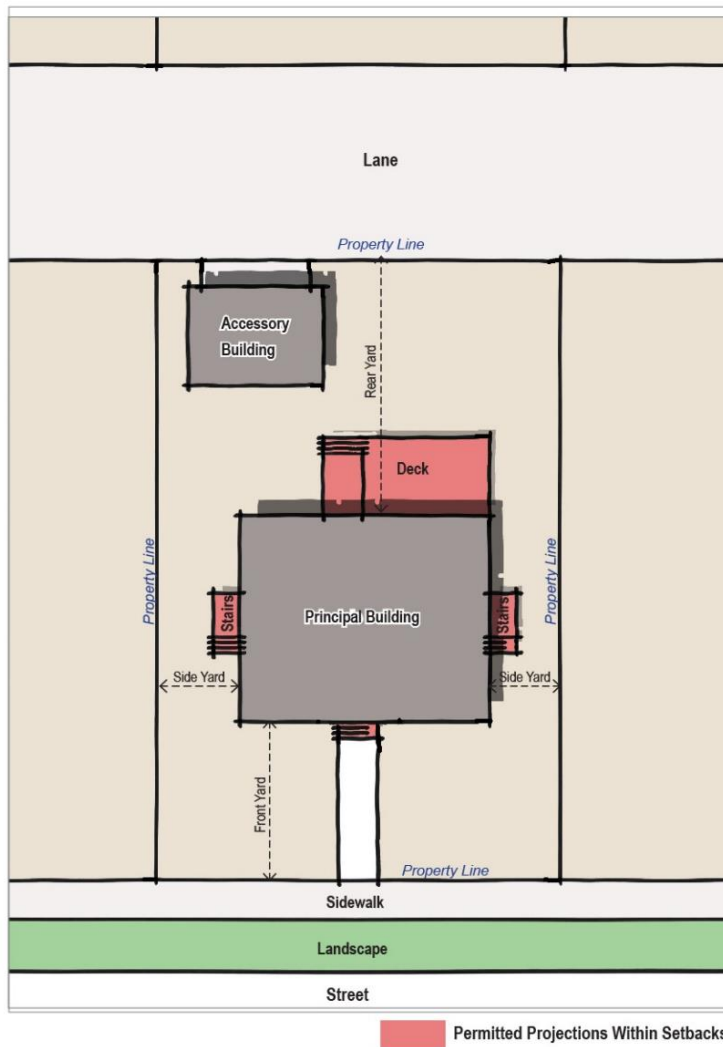 Lane
Property Line
Accessory
Building
Rear Yard
Deck
Property Line
Stairs
Principal Building
Stairs
Property Line
Side Yard
Side Yard
Front Yard
Property Line
Sidewalk
Landscape
Street
Permitted Projections Within Setbacks